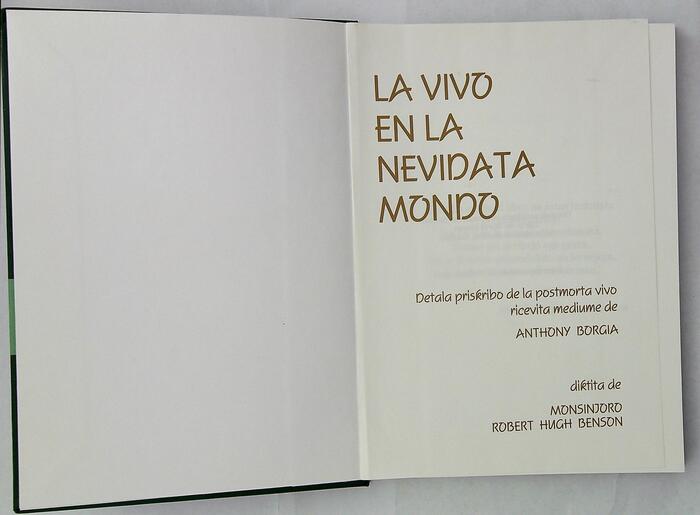 LA VIVO
EN LA
NEVIDATA
MONDO
Detala priskribo de la postmorta vivo
ricevita mediume de
ANTHONY BORGIA
diktita de
MONSINJORO
ROBERT HUGH BENSON